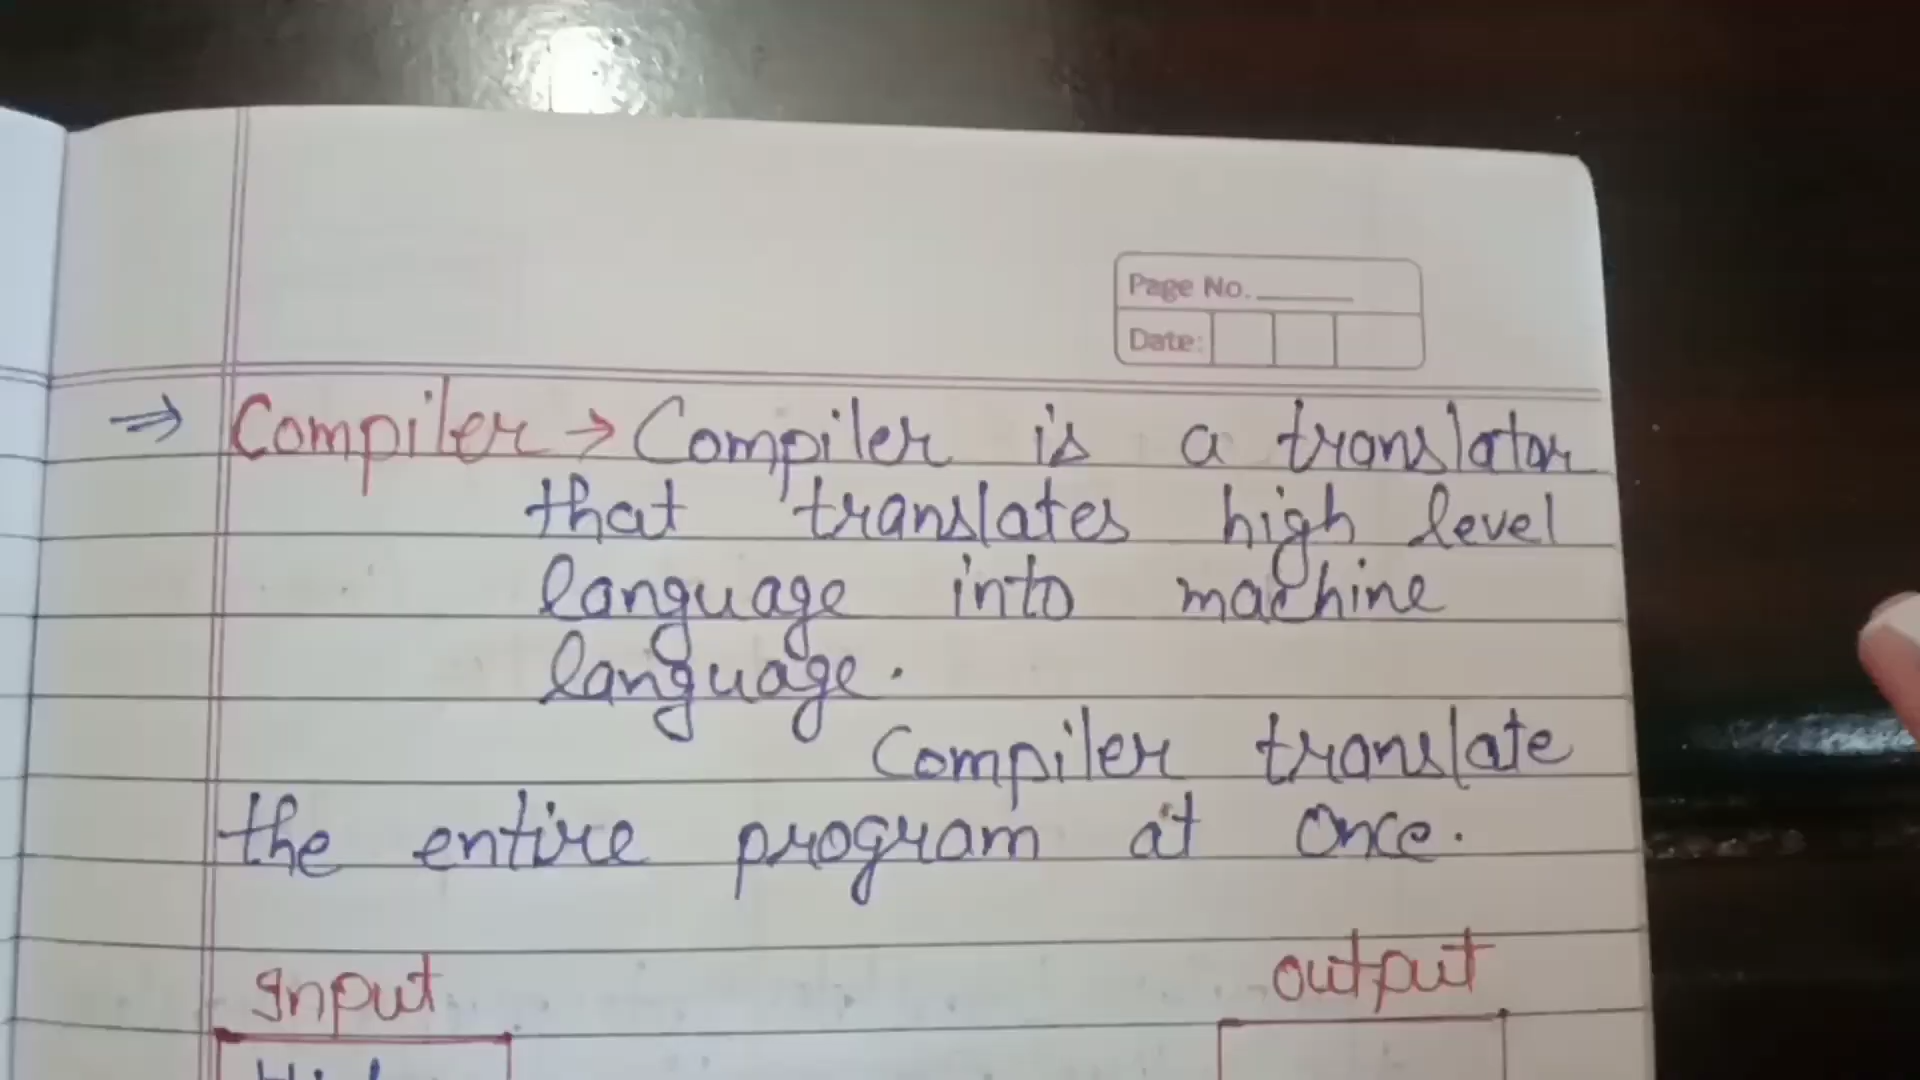 Page No.
Date:
⇒ Compiler → Compiler is a translator
that translates high level
language into machine
language.
Compiler translate
the entire program at once.
Input output